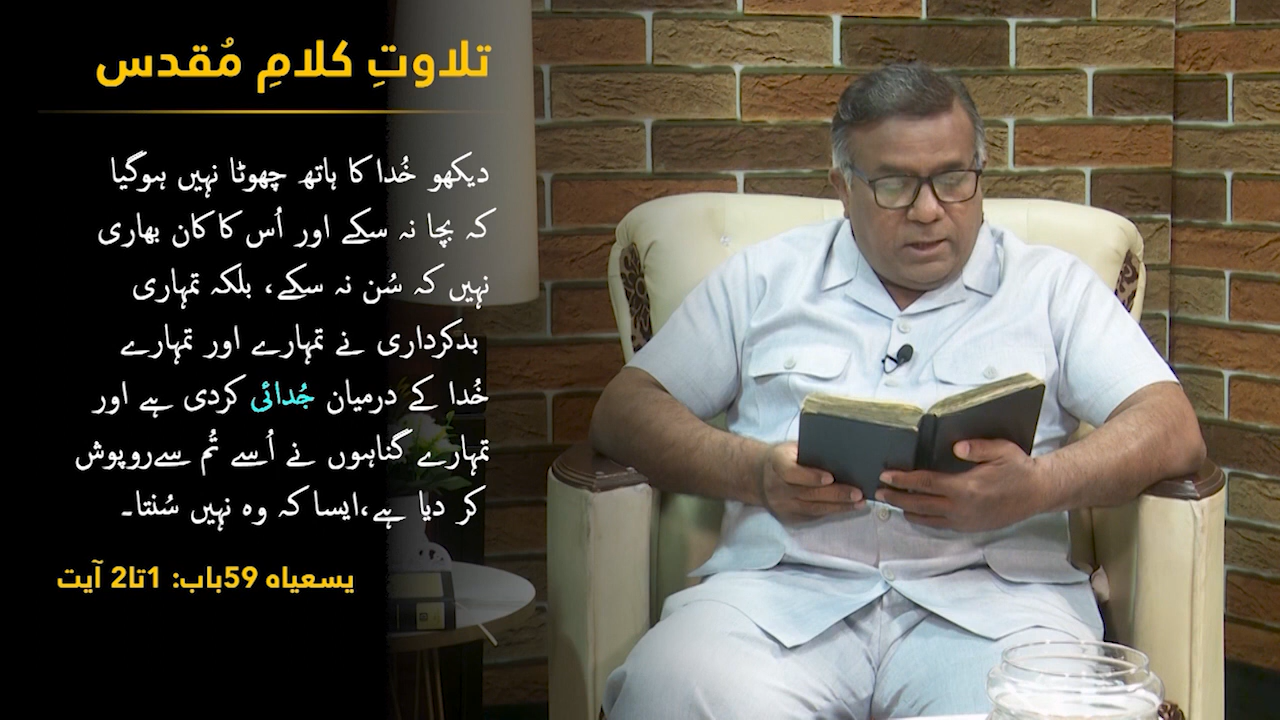 تلاوتِ کلامِ مُقدس
دیکھو خُدا کا ہاتھ چھوٹا نہیں ہوگیا
کہ بچا نہ سکے اور اُس کا کان بھاری
نہیں کہ سُن نہ سکے، بلکہ تمہاری
بدکرداری نے تمہارے اور تمہارے
خُدا کے درمیان جُدائی کردی ہے اور
تمہارے گناہوں نے اُسے تُم سےروپوش
کر دیا ہے،ایسا کہ وہ نہیں سُنتا۔
یسعیاہ 59باب: 1تا2 آیت